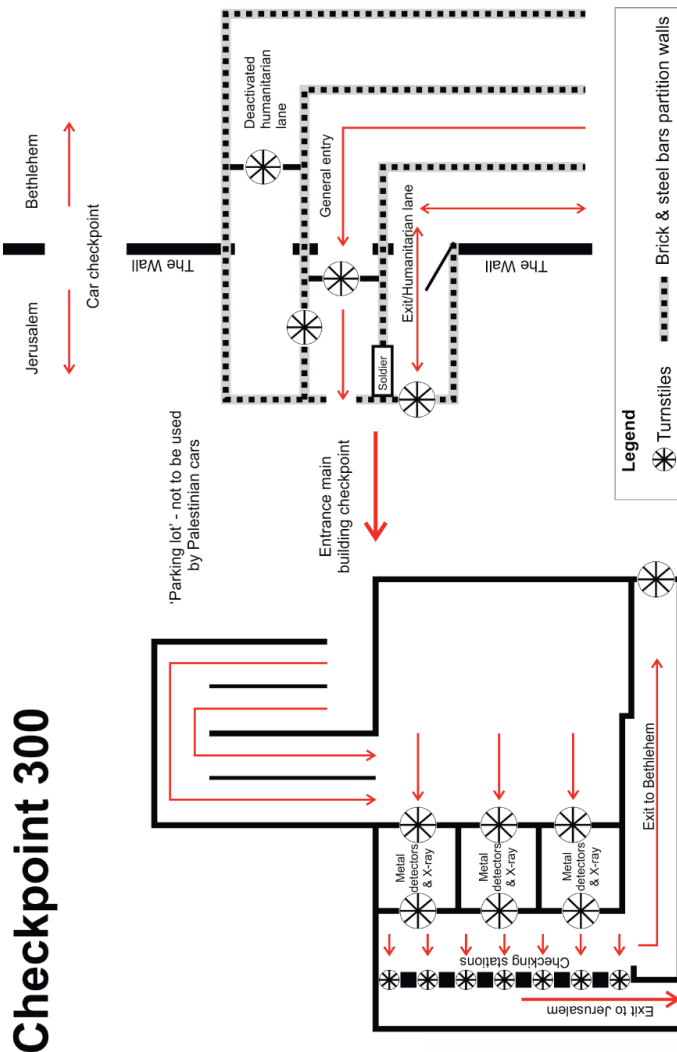 Checkpoint 300
Jerusalem
Bethlehem
Car checkpoint
The Wall
Deactivated
humanitarian
lane
General entry
Exit/Humanitarian lane
The Wall
Soldier
'Parking lot' - not to be used
by Palestinian cars
Entrance main
building checkpoint
Metal
detectors
& X-ray
Metal
detectors
& X-ray
Metal
detectors
& X-ray
Checking stations
Exit to Bethlehem
Exit to Jerusalem
Legend
Turnstiles
Brick & steel bars partition walls